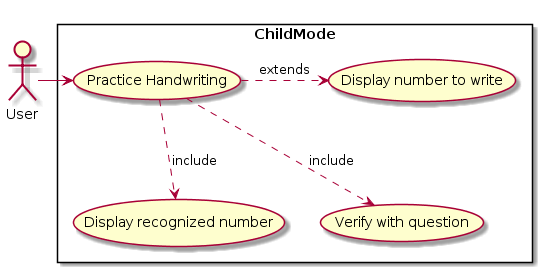 ChildMode
Practice Handwriting
extends
Display number to write
User
include
include
Display recognized number
Verify with question